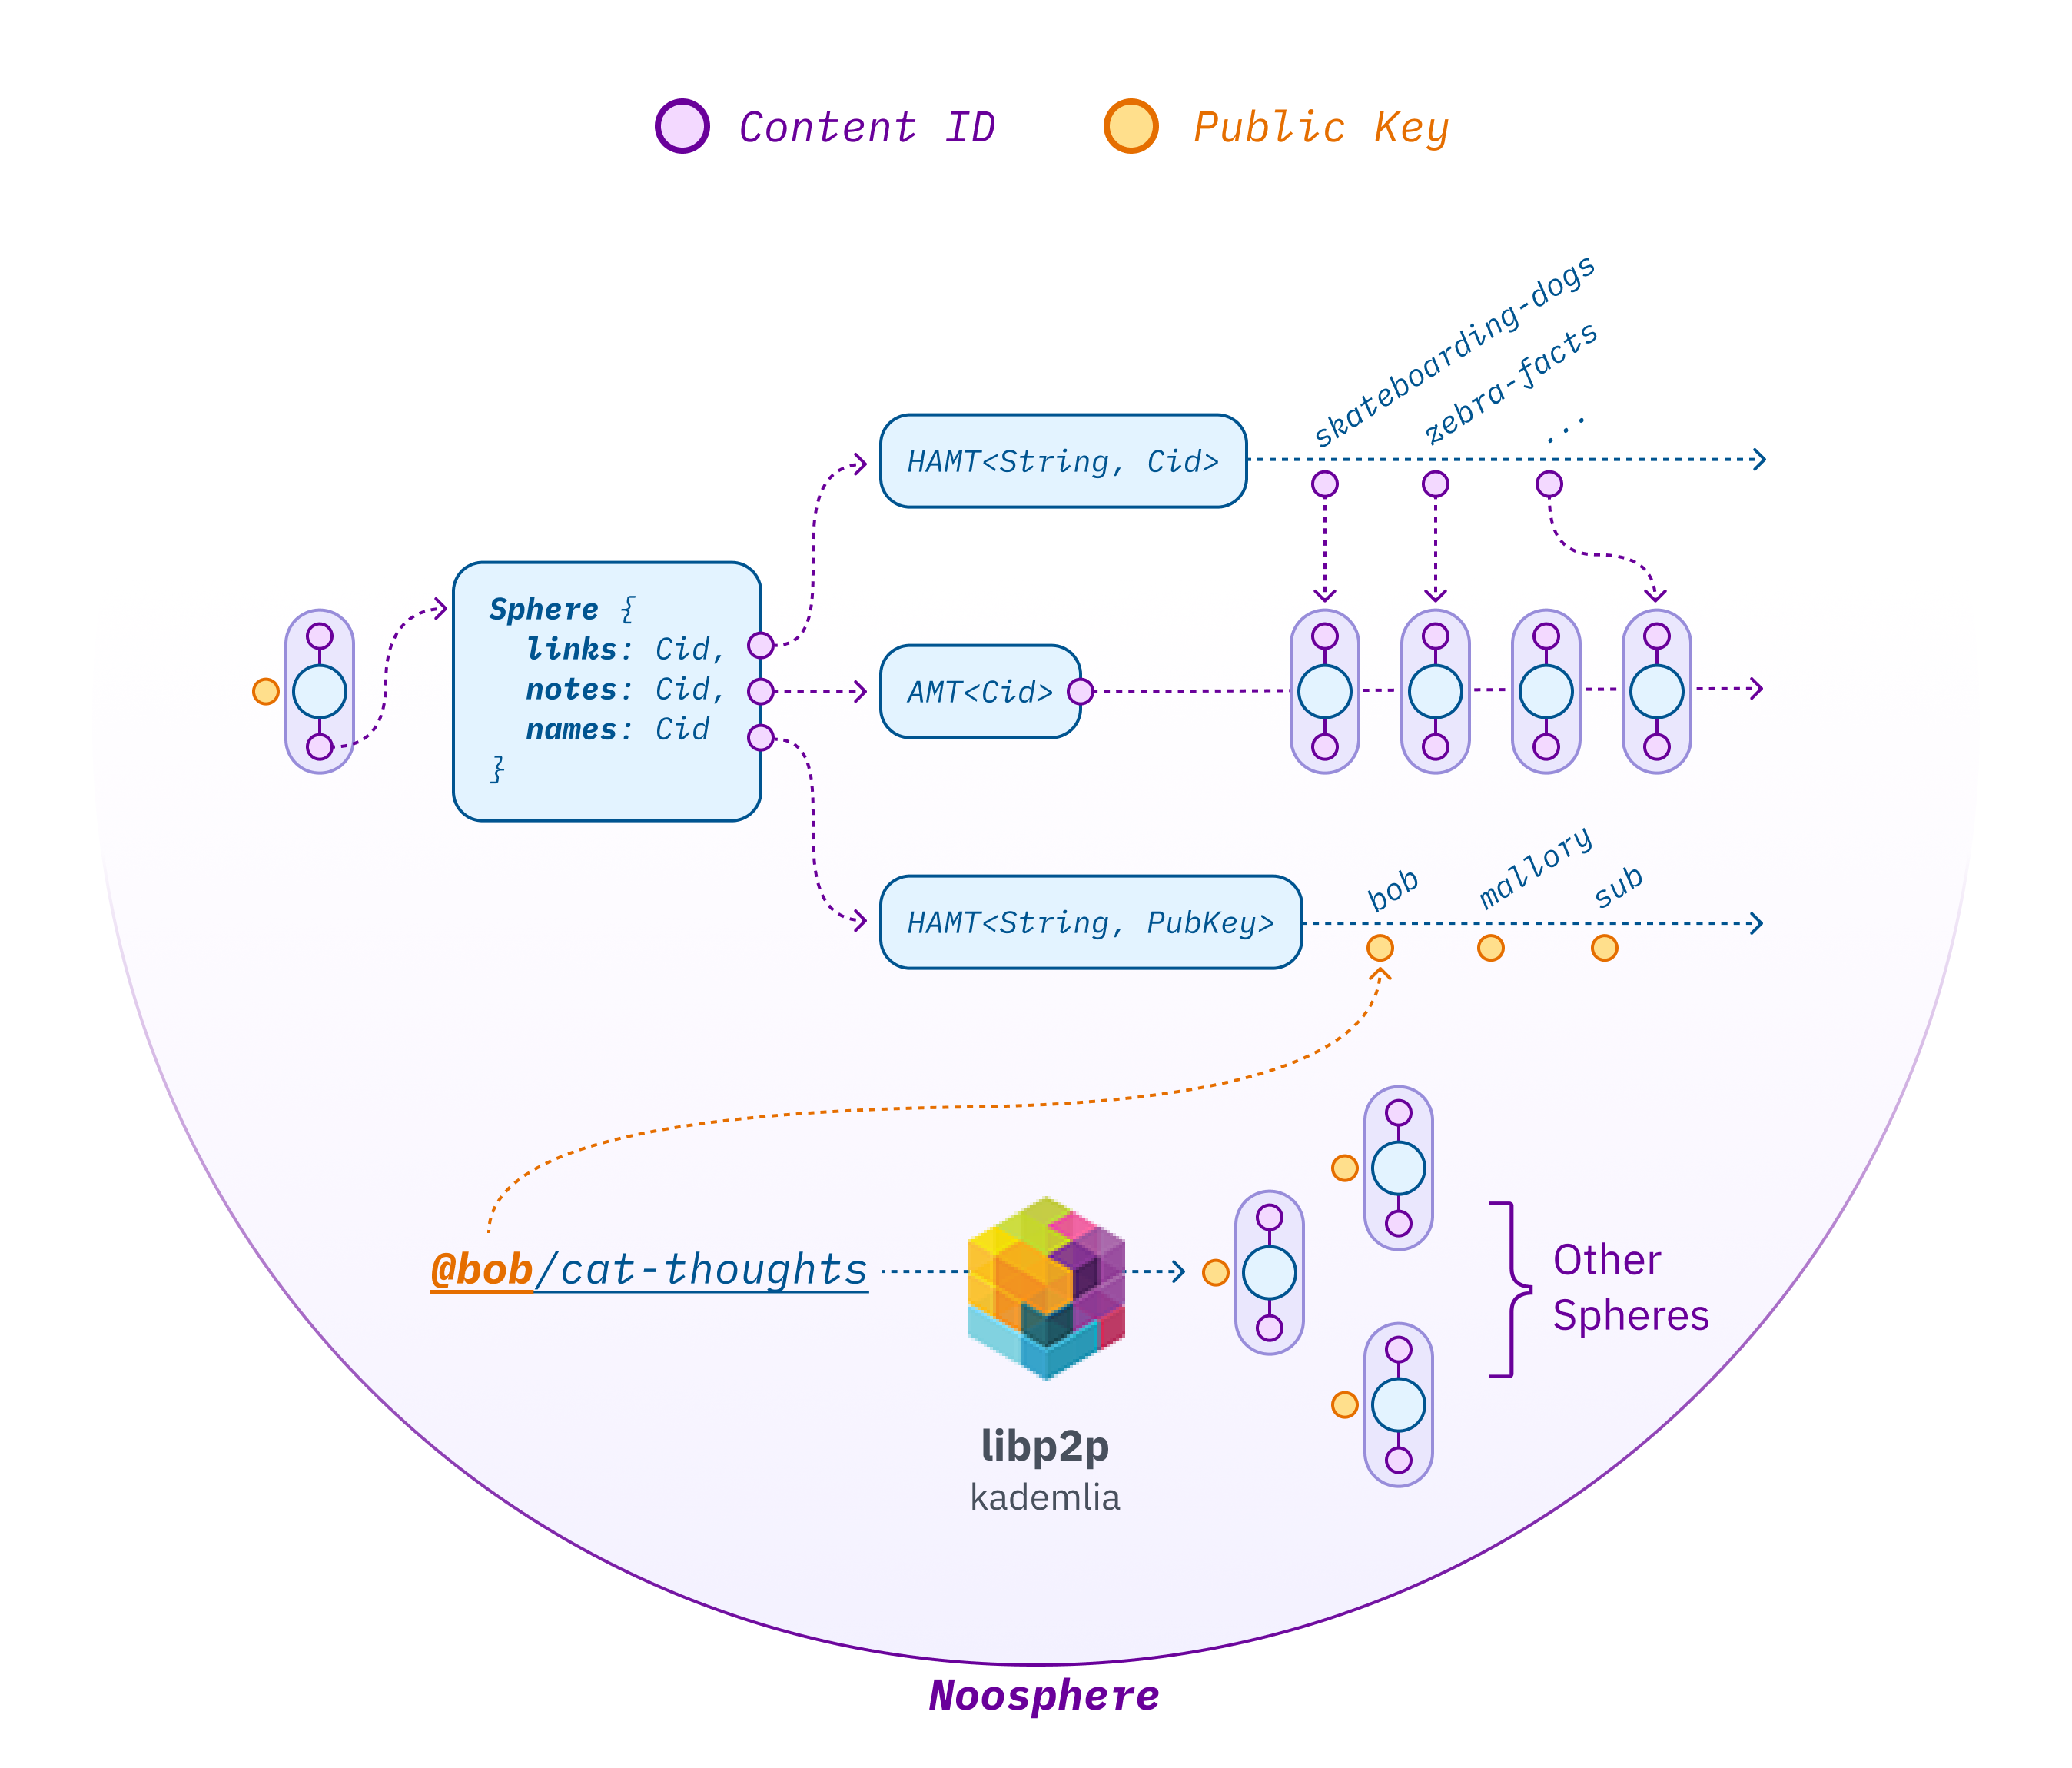 Content ID
Public Key
skateboarding-dogs
zebra-facts
...
HAMT<String, Cid>
Sphere {
links: Cid,
notes: Cid,
names: Cid
}
AMT<Cid>
bob
mallory
sub
HAMT<String, PubKey>
@bob/cat-thoughts
Other
Spheres
libp2p
kademlia
Noosphere